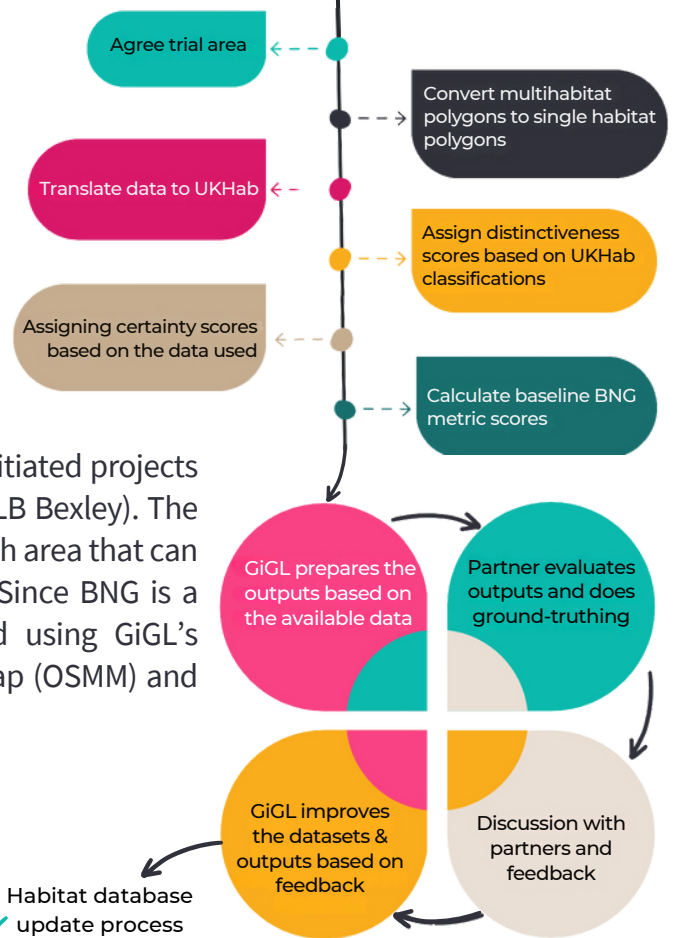 Agree trial area
Convert multihabitat
polygons to single habitat
polygons
Translate data to UKHab
Assign distinctiveness
scores based on UKHab
classifications
Assigning certainty scores
based on the data used
Calculate baseline BNG
metric scores
itiated projects
LB Bexley). The
h area that can
Since BNG is a
d using GiGL's
ap (OSMM) and
GiGL prepares the
outputs based on
the available data
Partner evaluates
outputs and does
ground-truthing
Discussion with
partners and
feedback
GiGL improves
the datasets &
outputs based on
feedback
Habitat database
update process